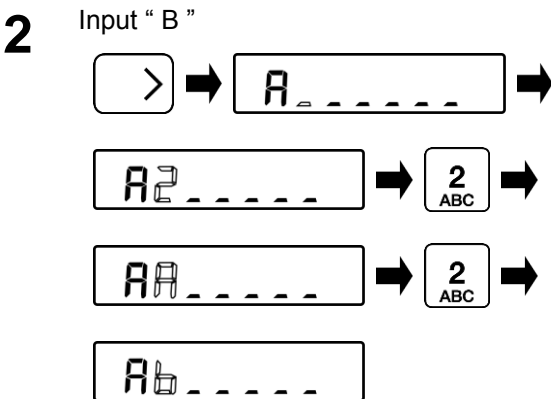 2 Input “ B ”
> A _ _ _ _ _ _
A2 _ _ _ _ _ 2 ABC
AA _ _ _ _ _ 2 ABC
Ab _ _ _ _ _